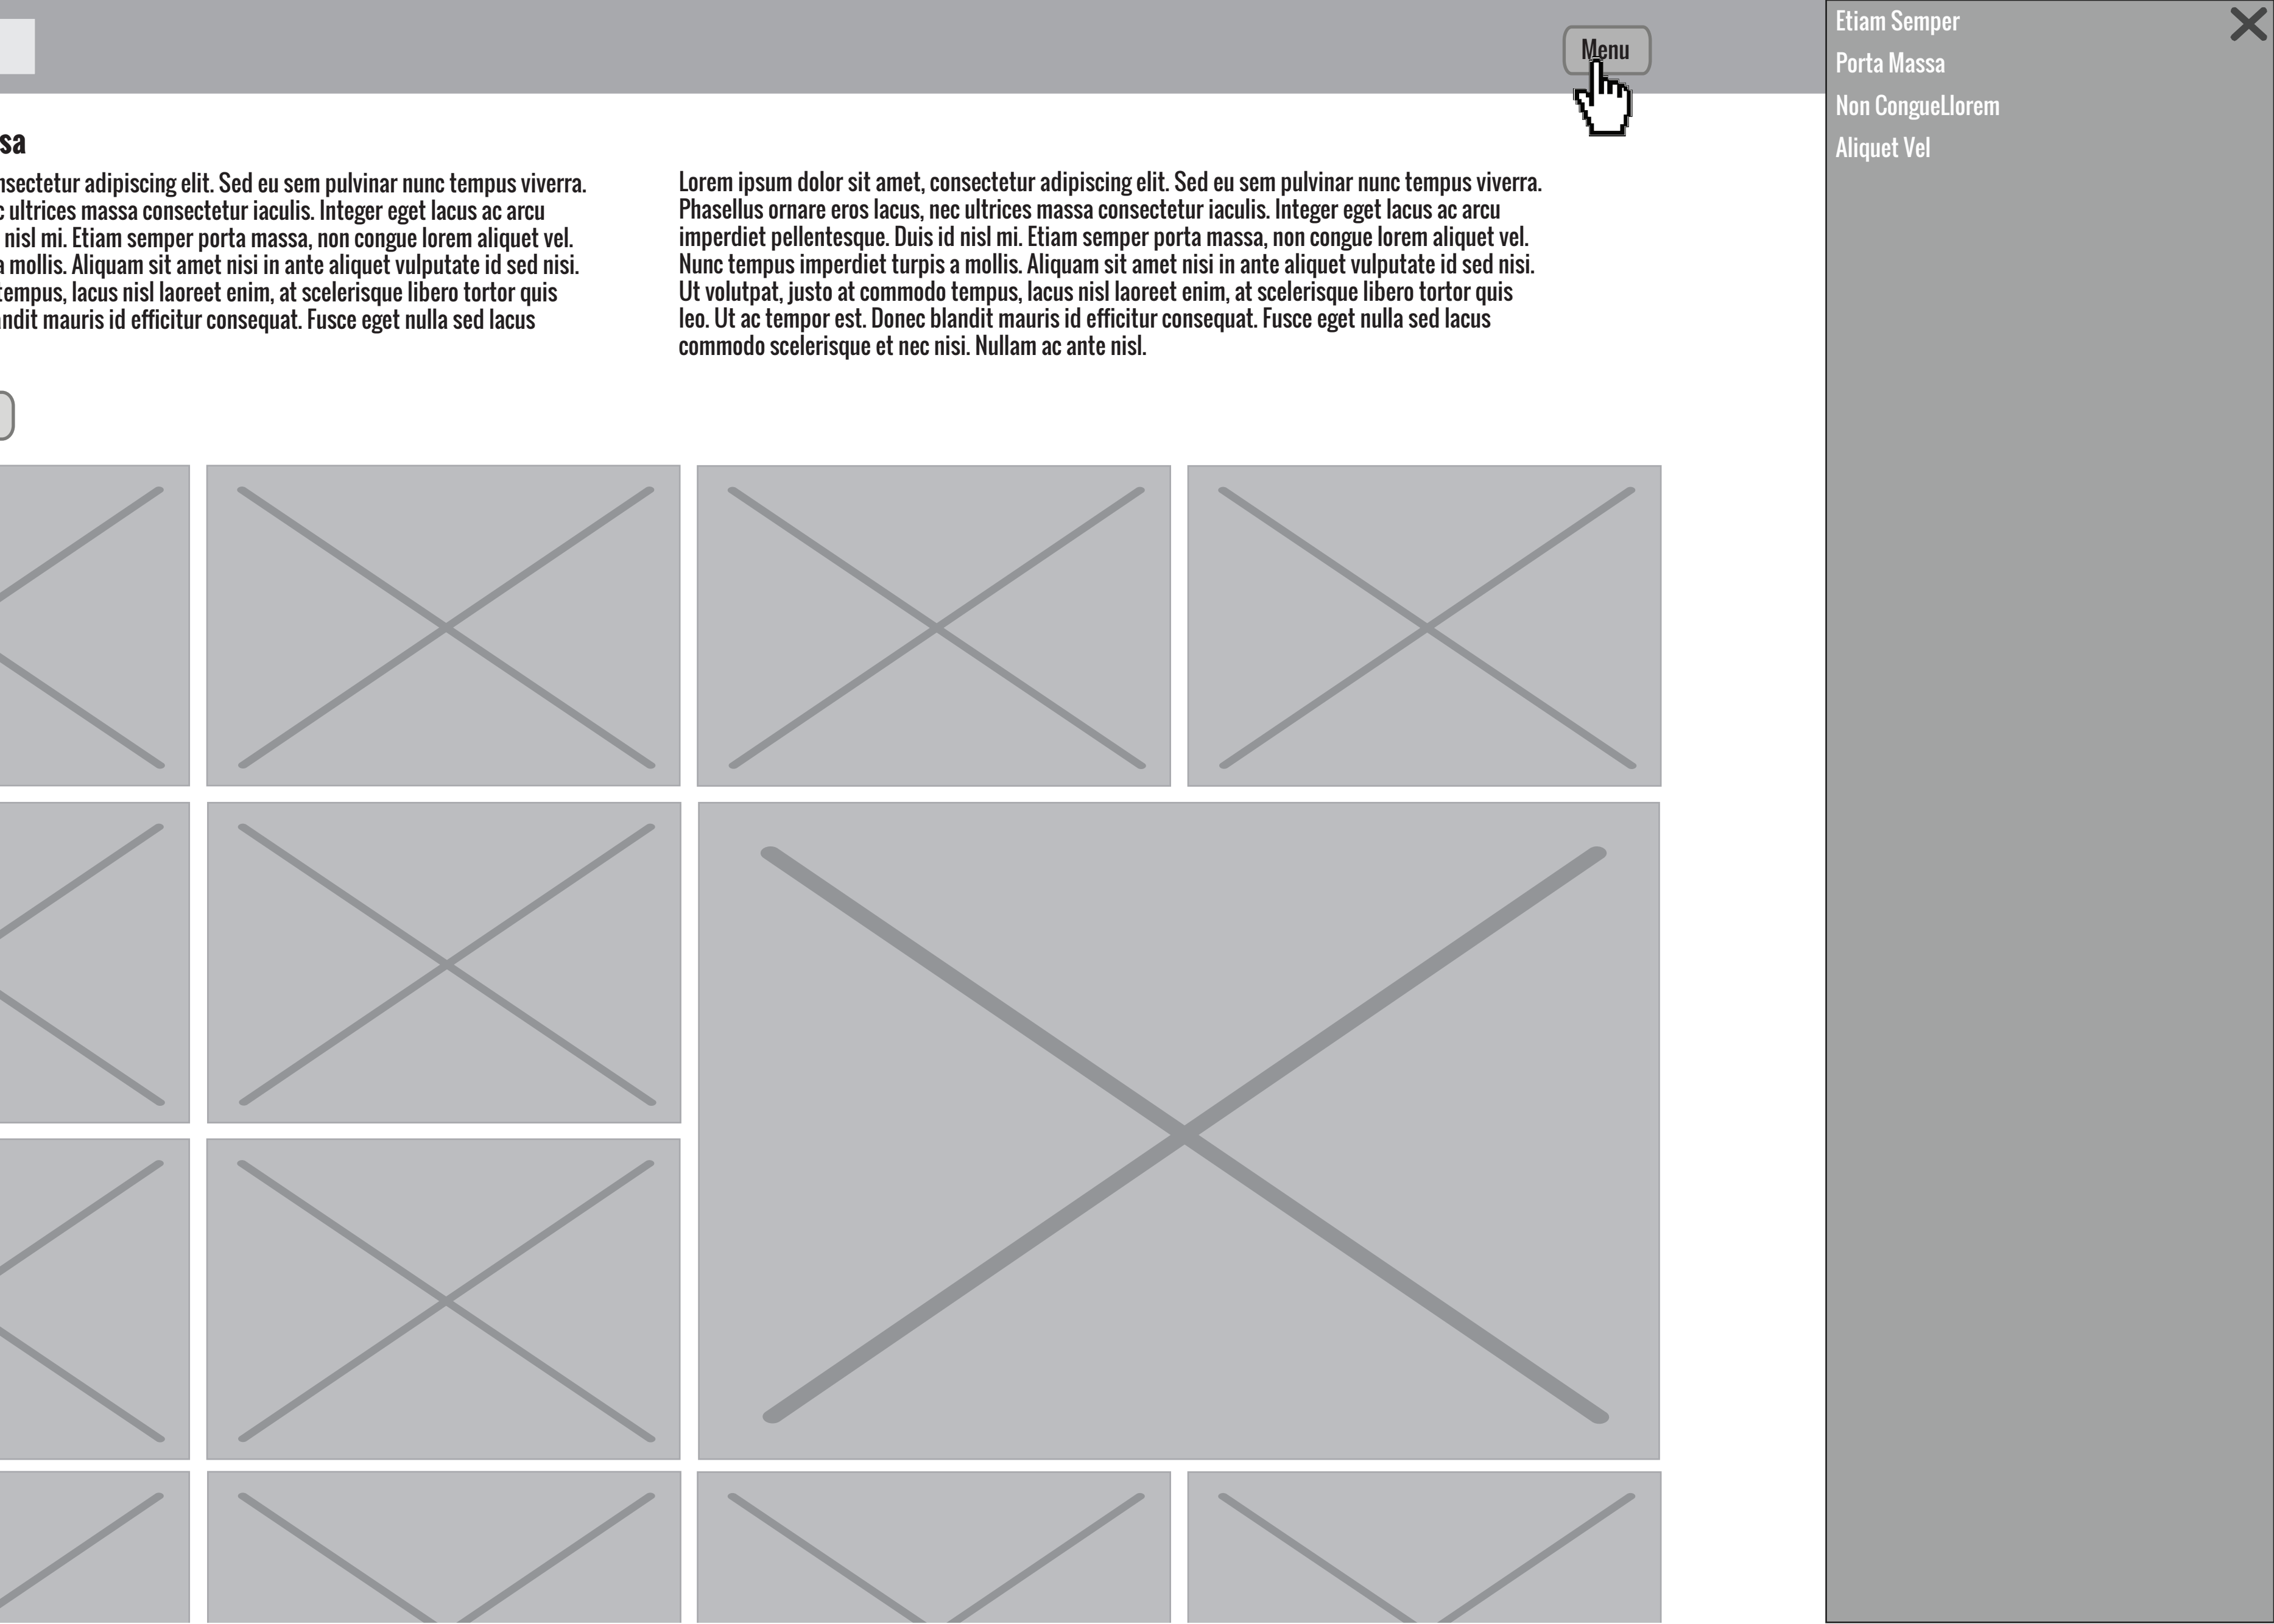 Menu
Etiam Semper
Porta Massa
Non CongueLlorem
Aliquet Vel
sa
nsectetur adipiscing elit. Sed eu sem pulvinar nunc tempus viverra.
c ultrices massa consectetur iaculis. Integer eget lacus ac arcu
nisl mi. Etiam semper porta massa, non congue lorem aliquet vel.
a mollis. Aliquam sit amet nisi in ante aliquet vulputate id sed nisi.
tempus, lacus nisl laoreet enim, at scelerisque libero tortor quis
andit mauris id efficitur consequat. Fusce eget nulla sed lacus
Lorem ipsum dolor sit amet, consectetur adipiscing elit. Sed eu sem pulvinar nunc tempus viverra.
Phasellus ornare eros lacus, nec ultrices massa consectetur iaculis. Integer eget lacus ac arcu
imperdiet pellentesque. Duis id nisl mi. Etiam semper porta massa, non congue lorem aliquet vel.
Nunc tempus imperdiet turpis a mollis. Aliquam sit amet nisi in ante aliquet vulputate id sed nisi.
Ut volutpat, justo at commodo tempus, lacus nisl laoreet enim, at scelerisque libero tortor quis
leo. Ut ac tempor est. Donec blandit mauris id efficitur consequat. Fusce eget nulla sed lacus
commodo scelerisque et nec nisi. Nullam ac ante nisl.